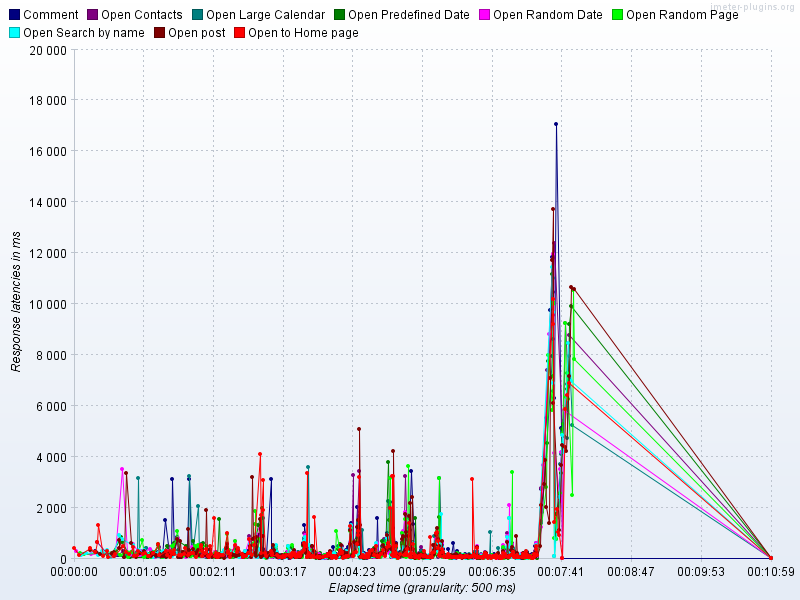 jmeter-plugins.org
Comment Open Contacts Open Large Calendar Open Predefined Date Open Random Date Open Random Page
Open Search by name Open post Open to Home page
20 000
18 000
16 000
14 000
12 000
10 000
8 000
6 000
4 000
2 000
0
Response latencies in ms
00:00:00 00:01:05 00:02:11 00:03:17 00:04:23 00:05:29 00:06:35 00:07:41 00:08:47 00:09:53 00:10:59
Elapsed time (granularity: 500 ms)